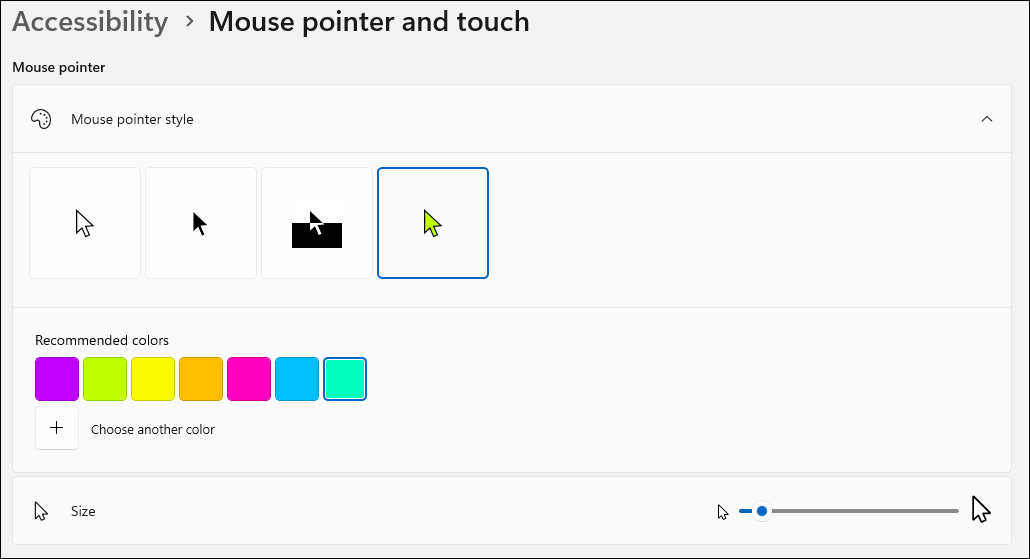 Accessibility > Mouse pointer and touch
Mouse pointer
Mouse pointer style
Recommended colors
Choose another color
Size